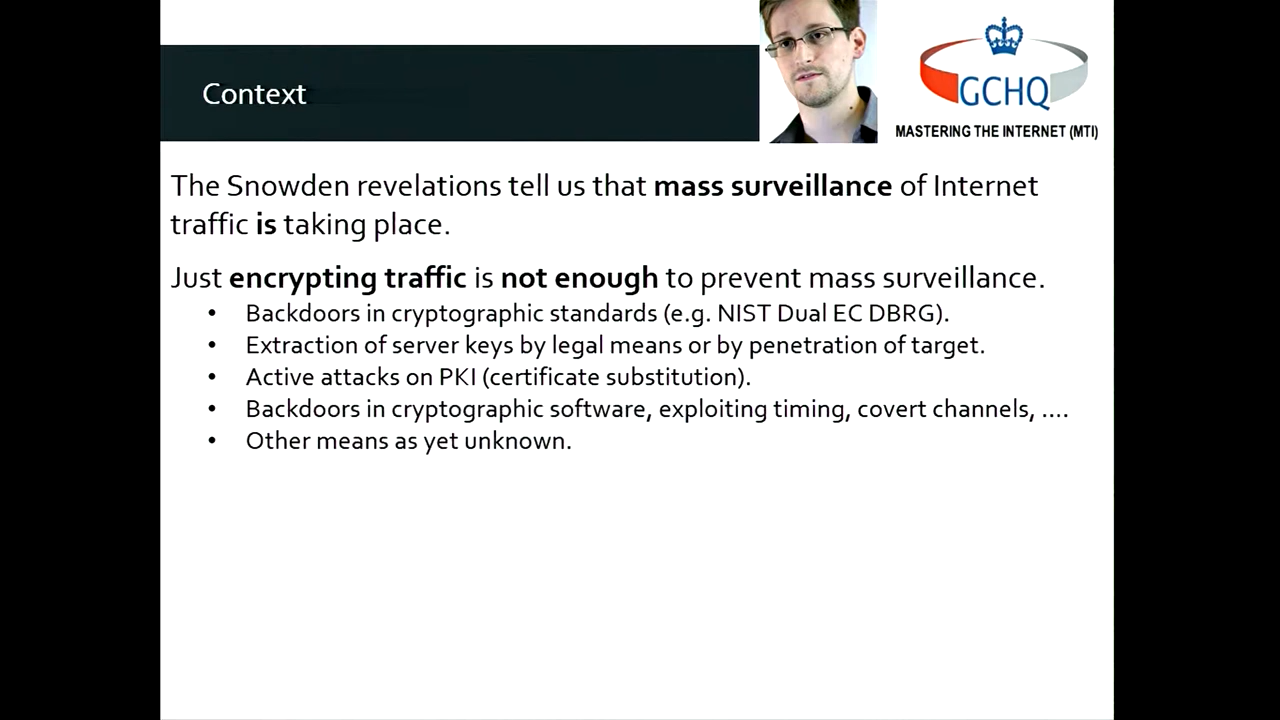 Context
GCHQ
MASTERING THE INTERNET (MTI)
The Snowden revelations tell us that mass surveillance of Internet
traffic is taking place.
Just encrypting traffic is not enough to prevent mass surveillance.
• Backdoors in cryptographic standards (e.g. NIST Dual EC DBRG).
• Extraction of server keys by legal means or by penetration of target.
• Active attacks on PKI (certificate substitution).
• Backdoors in cryptographic software, exploiting timing, covert channels, ....
• Other means as yet unknown.